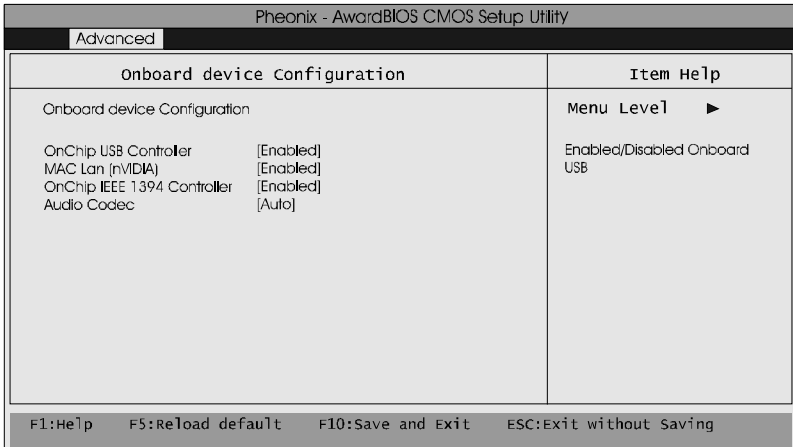 Pheonix - AwardBIOS CMOS Setup Utility
Advanced
Onboard device Configuration
Item Help
Onboard device Configuration
Menu Level ►
OnChip USB Controller [Enabled]
Enabled/Disabled Onboard
USB
MAC Lan (nVIDIA) [Enabled]
OnChip IEEE 1394 Controller [Enabled]
Audio Codec [Auto]
F1:Help F5:Reload default F10:Save and Exit ESC:Exit without Saving